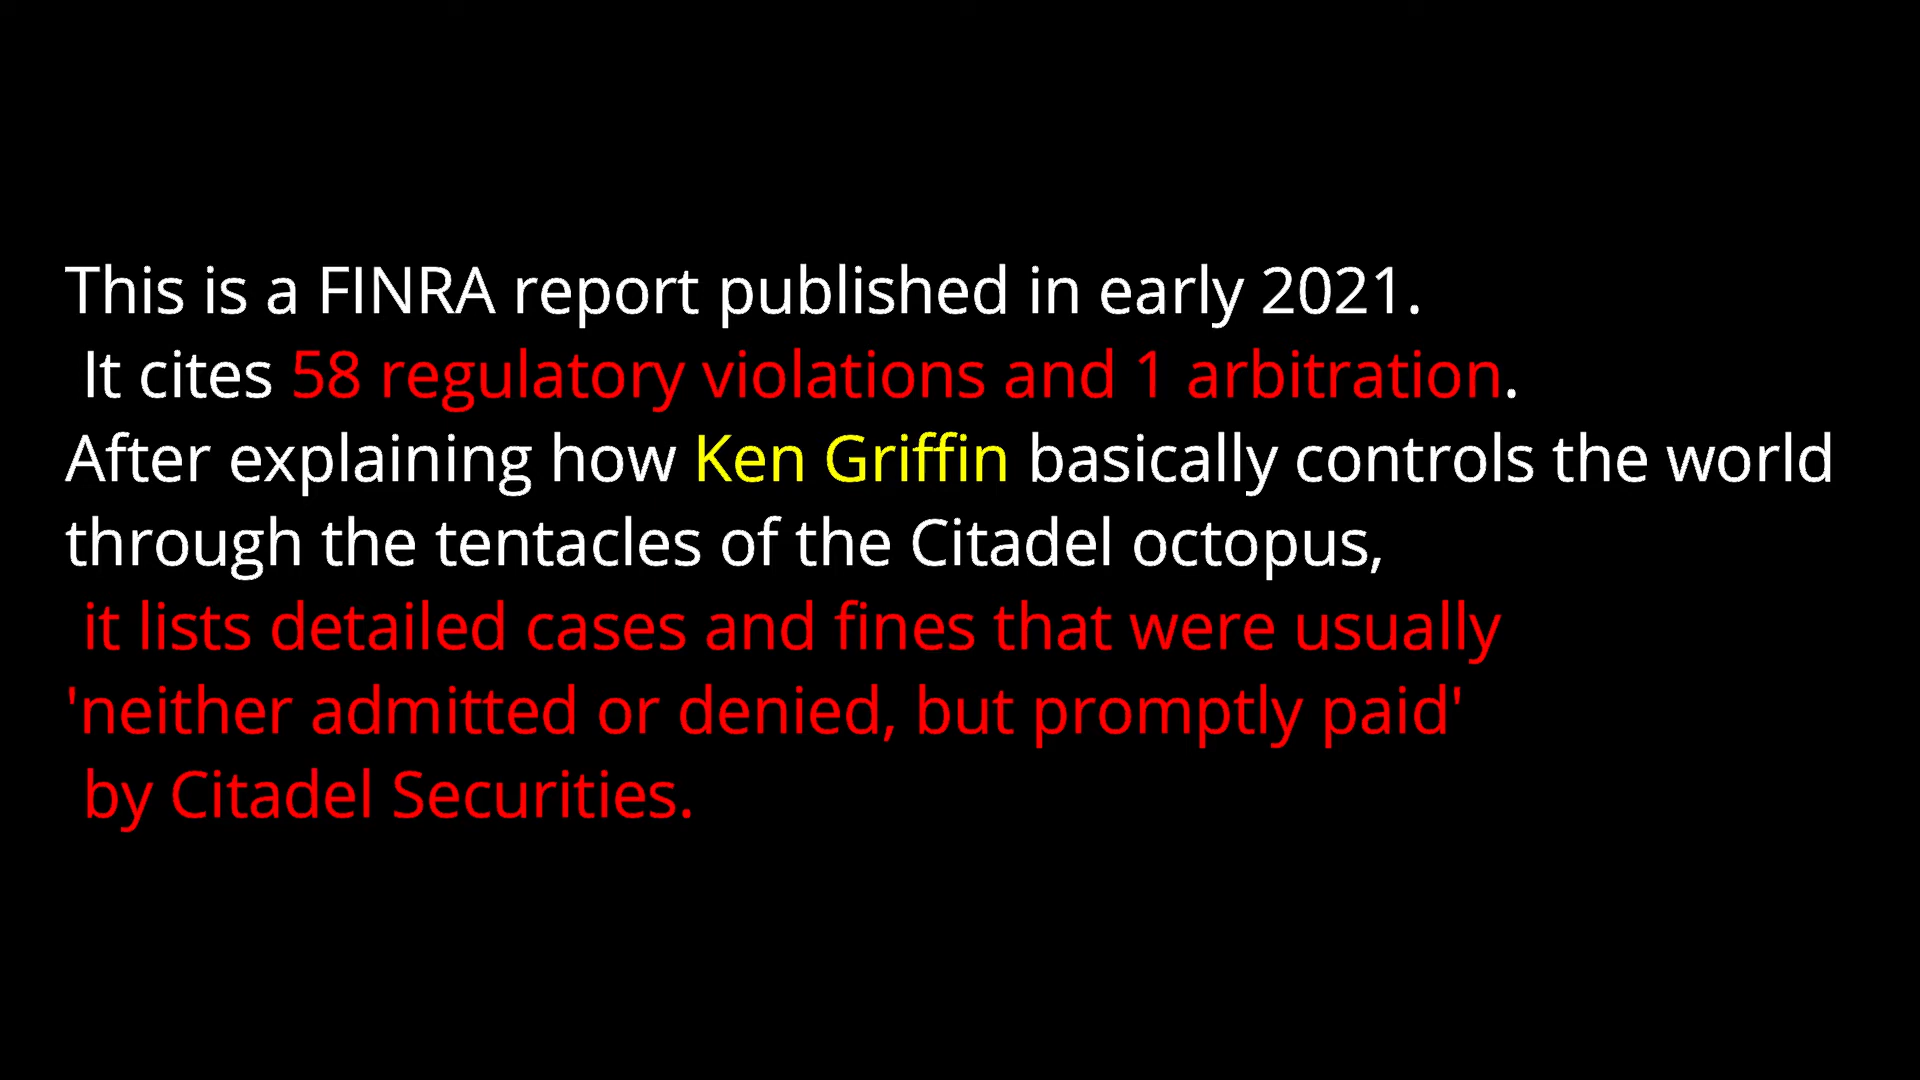 This is a FINRA report published in early 2021.
It cites 58 regulatory violations and 1 arbitration.
After explaining how Ken Griffin basically controls the world
through the tentacles of the Citadel octopus,
it lists detailed cases and fines that were usually
'neither admitted or denied, but promptly paid'
by Citadel Securities.